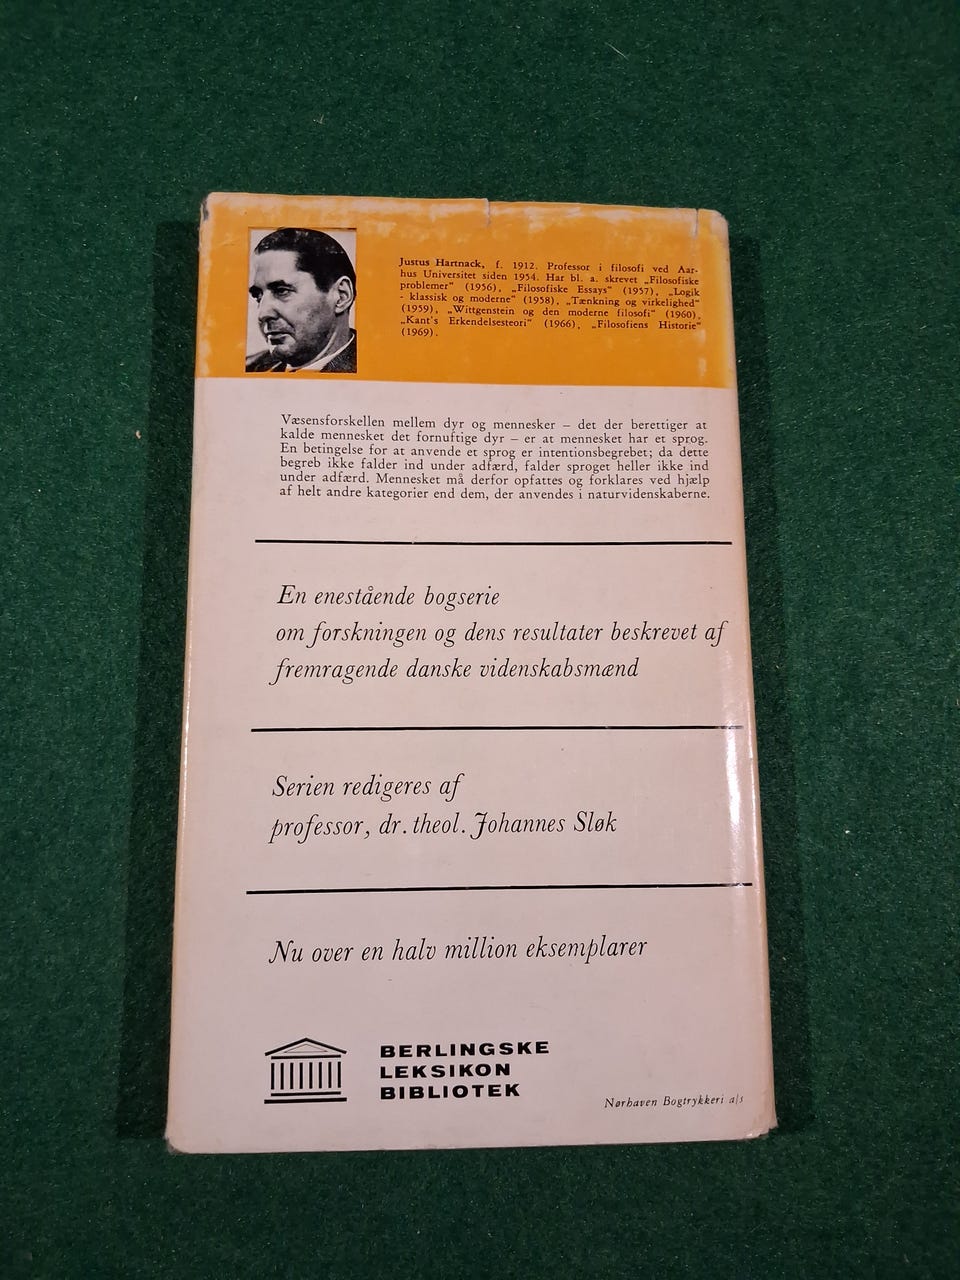 Justus Hartnack, f. 1912. Professor i filosofi ved Aar-
hus Universitet siden 1954. Har bl. a. skrevet „Filosofiske
problemer“ (1956), „Filosofiske Essays“ (1957), „Logik
- klassisk og moderne“ (1958), „Tænkning og virkelighed“
(1959), „Wittgenstein og den moderne filosofi“ (1960),
„Kant's Erkendelsesteori“ (1966), „Filosofiens Historie“
(1969).
Væsensforskellen mellem dyr og mennesker – det der berettiger at
kalde mennesket det fornuftige dyr – er at mennesket har et sprog.
En betingelse for at anvende et sprog er intentionsbegrebet; da dette
begreb ikke falder ind under adfærd, falder sproget heller ikke ind
under adfærd. Mennesket må derfor opfattes og forklares ved hjælp
af helt andre kategorier end dem, der anvendes i naturvidenskaberne.
En enestående bogserie
om forskningen og dens resultater beskrevet af
fremragende danske videnskabsmænd
Serien redigeres af
professor, dr. theol. Johannes Sløk
Nu over en halv million eksemplarer
BERLINGSKE
LEKSIKON
BIBLIOTEK
Nørhaven Bogtrykkeri a/s